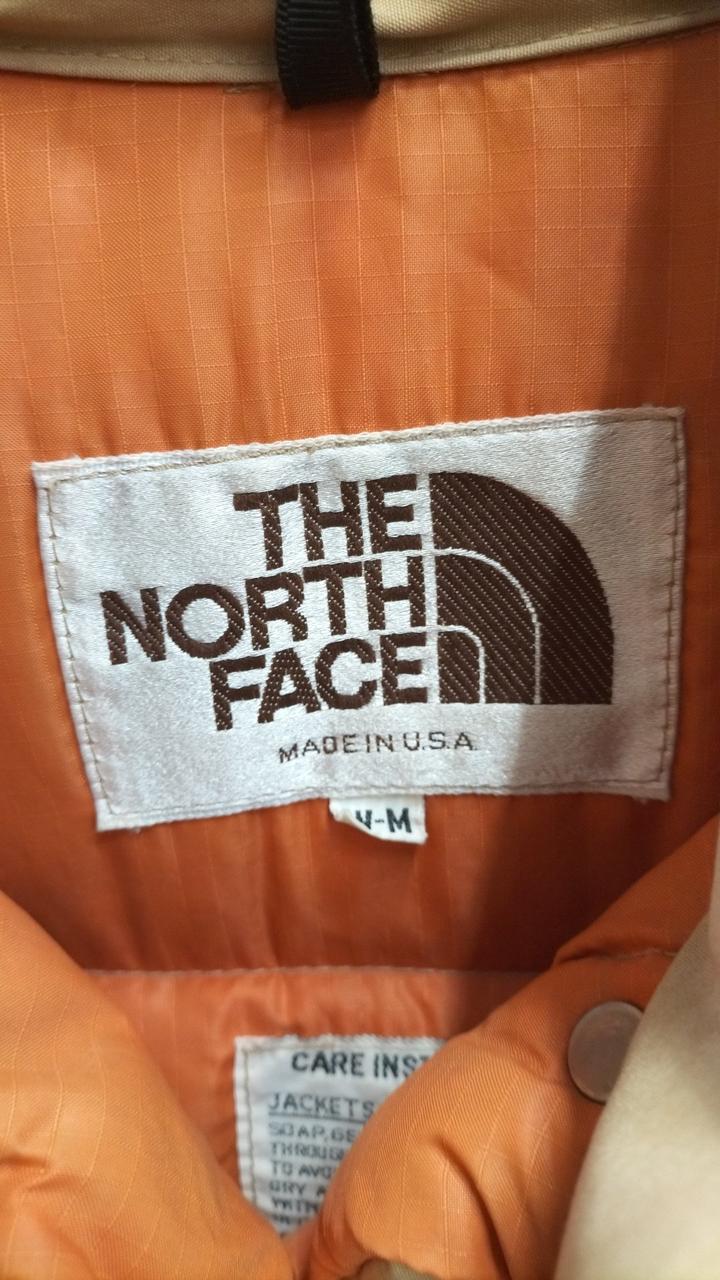 THE
NORTH
FACE
MADE IN U.S.A.
-M
CARE INST
JACKETS
SOAP, GE
THROUG
TO AVO
DRY A